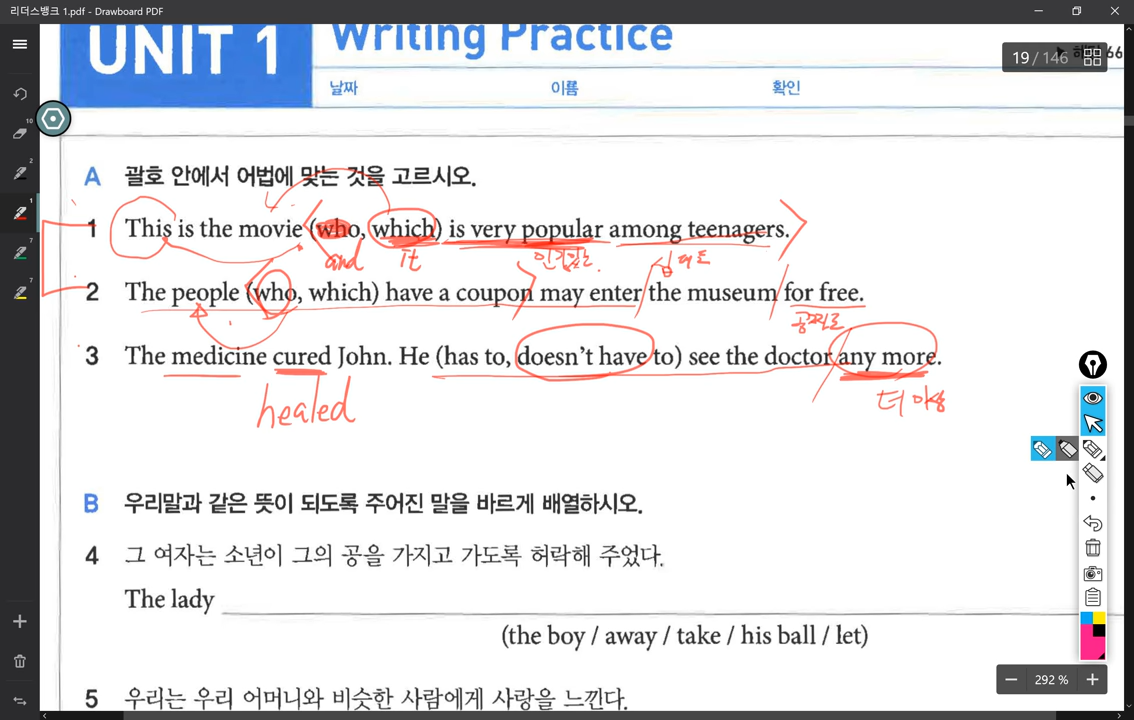 리더스뱅크 1.pdf - Drawboard PDF
UNIT 1
Writing Practice
19 / 146
66
날짜 이름 확인
A 괄호 안에서 어법에 맞는 것을 고르시오.
1 This is the movie (who, which) is very popular among teenagers.
and It
2 The people (who, which) have a coupon may enter the museum for free.
공짜로
3 The medicine cured John. He (has to, doesn't have to) see the doctor any more.
healed
더 이상
B 우리말과 같은 뜻이 되도록 주어진 말을 바르게 배열하시오.
4 그 여자는 소년이 그의 공을 가지고 가도록 허락해 주었다.
The lady
(the boy / away / take / his ball / let)
5 우리는 우리 어머니와 비슷한 사람에게 사랑을 느낀다.
292 %